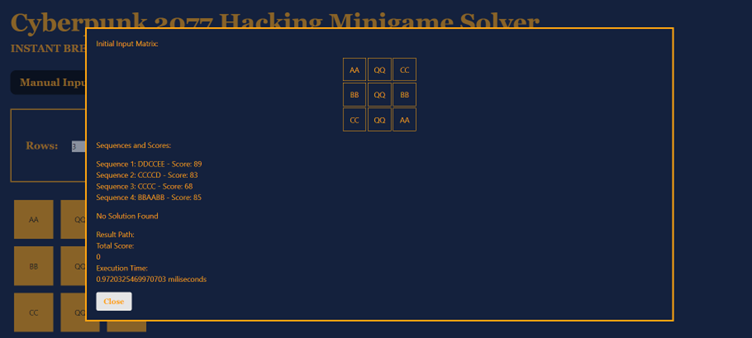 Cyberpunk 2077 Hacking Minigame Solver
INSTANT BRE
Manual Inpu
Rows:
3
AA QQ
BB QQ
CC QQ
Initial Input Matrix:
AA QQ CC
BB QQ BB
CC QQ AA
Sequences and Scores:
Sequence 1: DDCCEE - Score: 89
Sequence 2: CCCCD - Score: 83
Sequence 3: CCCC - Score: 68
Sequence 4: BBAABB - Score: 85
No Solution Found
Result Path:
Total Score:
0
Execution Time:
0.9720325469970703 miliseconds
Close